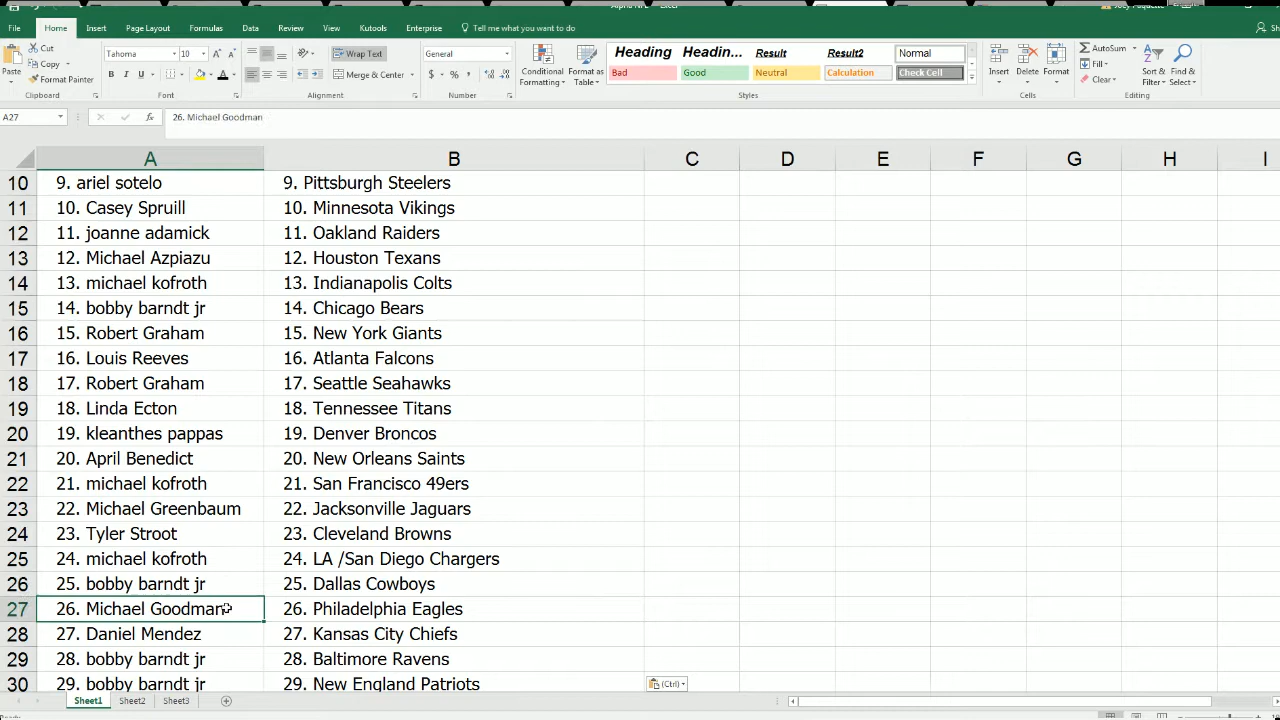 File Home Insert Page Layout Formulas Data Review View Kutools Enterprise Tell me what you want to do
Cut
Copy
Format Painter
Paste
Clipboard
Tahoma 10
B I U
Font
Wrap Text
Merge & Center
Alignment
General
$ % ,
Number
Conditional Formatting
Format as Table
Heading Headin... Result Result2 Normal
Bad Good Neutral Calculation Check Cell
Styles
Insert Delete Format
Cells
AutoSum
Fill
Clear
Sort & Filter
Find & Select
Editing
A27 fx 26. Michael Goodman
A B C D E F G H I
10 9. ariel sotelo 9. Pittsburgh Steelers
11 10. Casey Spruill 10. Minnesota Vikings
12 11. joanne adamick 11. Oakland Raiders
13 12. Michael Azpiazu 12. Houston Texans
14 13. michael kofroth 13. Indianapolis Colts
15 14. bobby barndt jr 14. Chicago Bears
16 15. Robert Graham 15. New York Giants
17 16. Louis Reeves 16. Atlanta Falcons
18 17. Robert Graham 17. Seattle Seahawks
19 18. Linda Ecton 18. Tennessee Titans
20 19. kleanthes pappas 19. Denver Broncos
21 20. April Benedict 20. New Orleans Saints
22 21. michael kofroth 21. San Francisco 49ers
23 22. Michael Greenbaum 22. Jacksonville Jaguars
24 23. Tyler Stroot 23. Cleveland Browns
25 24. michael kofroth 24. LA /San Diego Chargers
26 25. bobby barndt jr 25. Dallas Cowboys
27 26. Michael Goodman 26. Philadelphia Eagles
28 27. Daniel Mendez 27. Kansas City Chiefs
29 28. bobby barndt jr 28. Baltimore Ravens
30 29. bobby barndt jr 29. New England Patriots
(Ctrl)
Sheet1 Sheet2 Sheet3